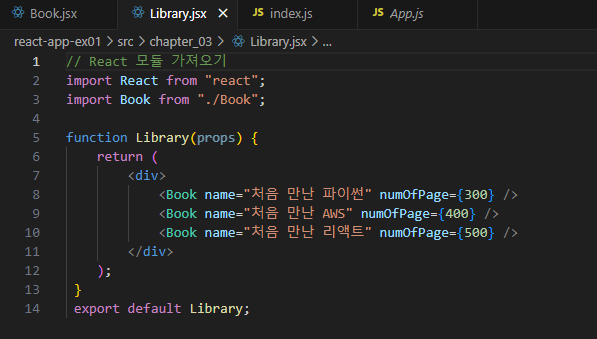 Book.jsx Library.jsx × index.js App.js
react-app-ex01 > src > chapter_03 > Library.jsx > ...
1 // React 모듈 가져오기
2 import React from "react";
3 import Book from "./Book";
4
5 function Library(props) {
6 return (
7 <div>
8 <Book name="처음 만난 파이썬" numOfPage={300} />
9 <Book name="처음 만난 AWS" numOfPage={400} />
10 <Book name="처음 만난 리액트" numOfPage={500} />
11 </div>
12 );
13 }
14 export default Library;